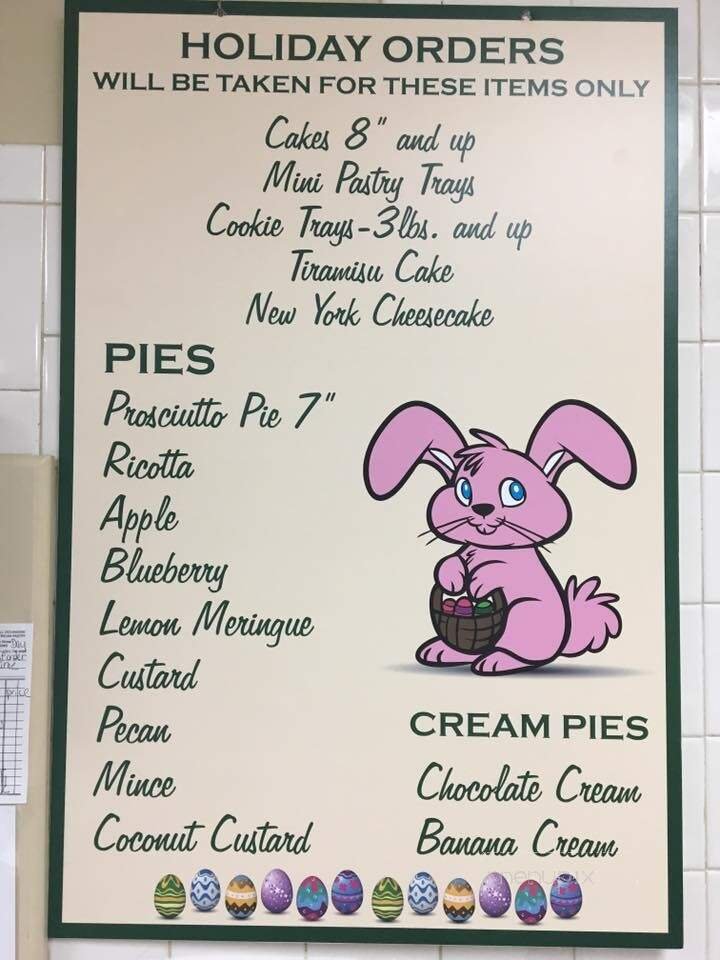 HOLIDAY ORDERS
WILL BE TAKEN FOR THESE ITEMS ONLY
Cakes 8" and up
Mini Pastry Trays
Cookie Trays-3lbs. and up
Tiramisu Cake
New York Cheesecake
PIES
Prosciutto Pie 7"
Ricotta
Apple
Blueberry
Lemon Meringue
Custard
Pecan
Mince
Coconut Custard
CREAM PIES
Chocolate Cream
Banana Cream
menupix